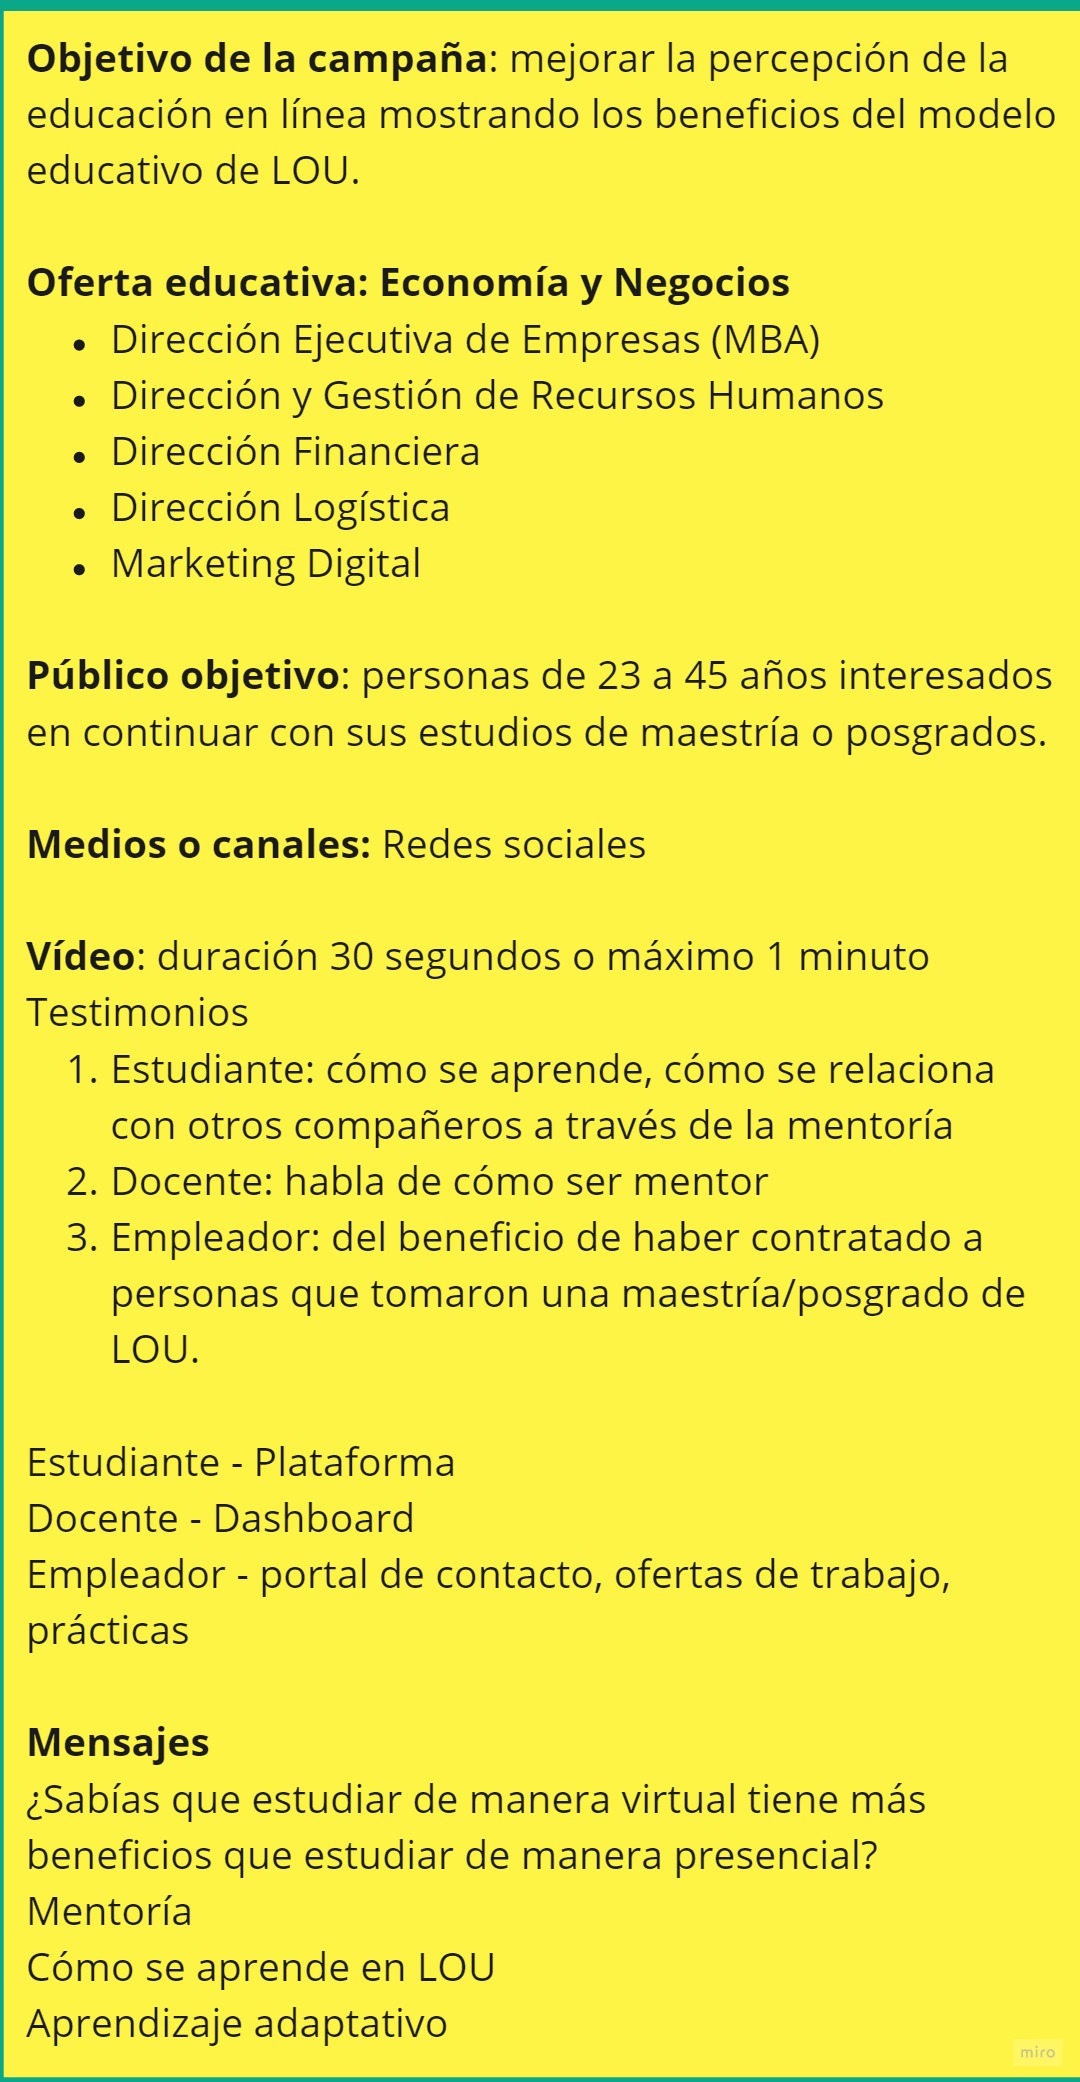 Objetivo de la campaña: mejorar la percepción de la
educación en línea mostrando los beneficios del modelo
educativo de LOU.
Oferta educativa: Economía y Negocios
• Dirección Ejecutiva de Empresas (MBA)
• Dirección y Gestión de Recursos Humanos
• Dirección Financiera
• Dirección Logística
• Marketing Digital
Público objetivo: personas de 23 a 45 años interesados
en continuar con sus estudios de maestría o posgrados.
Medios o canales: Redes sociales
Vídeo: duración 30 segundos o máximo 1 minuto
Testimonios
1. Estudiante: cómo se aprende, cómo se relaciona
con otros compañeros a través de la mentoría
2. Docente: habla de cómo ser mentor
3. Empleador: del beneficio de haber contratado a
personas que tomaron una maestría/posgrado de
LOU.
Estudiante - Plataforma
Docente - Dashboard
Empleador - portal de contacto, ofertas de trabajo,
prácticas
Mensajes
¿Sabías que estudiar de manera virtual tiene más
beneficios que estudiar de manera presencial?
Mentoría
Cómo se aprende en LOU
Aprendizaje adaptativo
miro